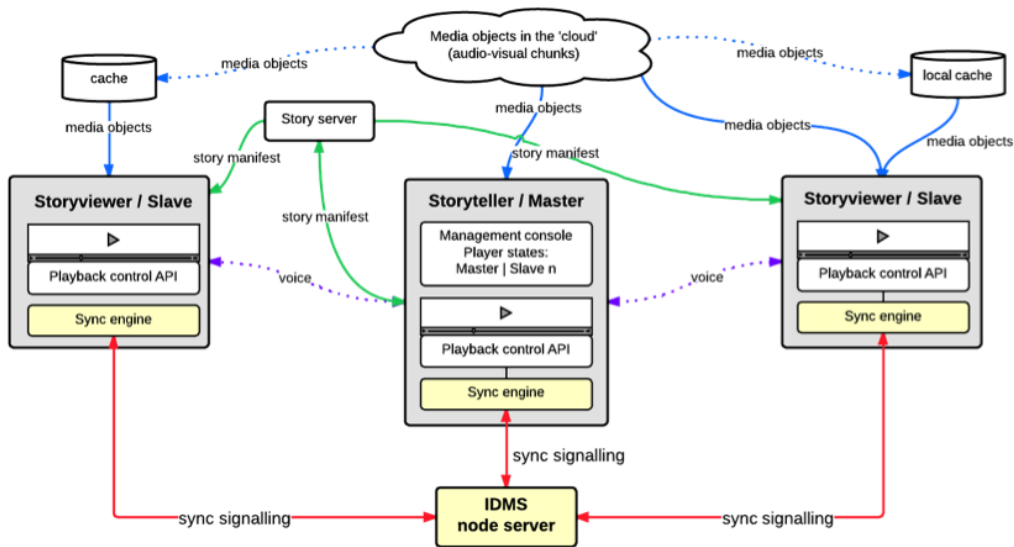 Media objects in the 'cloud'
(audio-visual chunks)
media objects
media objects
cache
local cache
media objects
media objects
media objects
media objects
Story server
story manifest
story manifest
story manifest
Storyviewer / Slave
Playback control API
Sync engine
voice
Storyteller / Master
Management console
Player states:
Master | Slave n
Playback control API
Sync engine
voice
Storyviewer / Slave
Playback control API
Sync engine
sync signalling
sync signalling
sync signalling
IDMS
node server